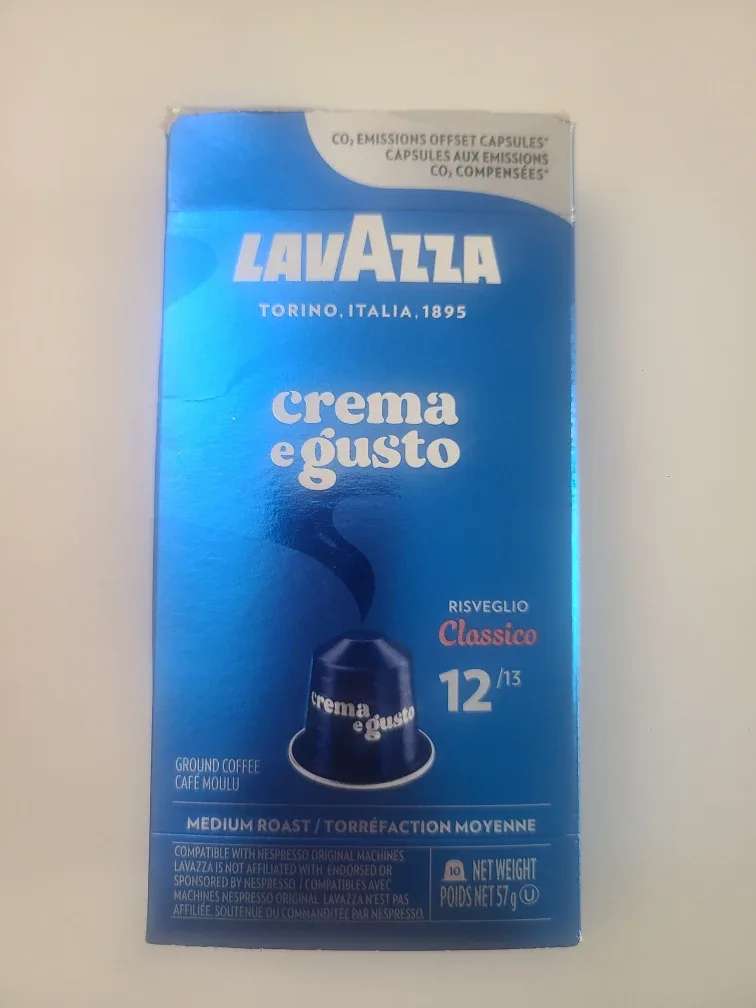 CO₂ EMISSIONS OFFSET CAPSULES*
CAPSULES AUX EMISSIONS
CO₂ COMPENSÉES*
LAVAZZA
TORINO, ITALIA, 1895
crema
e gusto
RISVEGLIO
Classico
12/13
crema
e gusto
GROUND COFFEE
CAFÉ MOULU
MEDIUM ROAST / TORRÉFACTION MOYENNE
COMPATIBLE WITH NESPRESSO ORIGINAL MACHINES.
LAVAZZA IS NOT AFFILIATED WITH, ENDORSED OR
SPONSORED BY NESPRESSO. / COMPATIBLES AVEC
MACHINES NESPRESSO ORIGINAL. LAVAZZA N'EST PAS
AFFILIÉE, SOUTENUE OU COMMANDITÉE PAR NESPRESSO.
10 NET WEIGHT
POIDS NET 57 g U